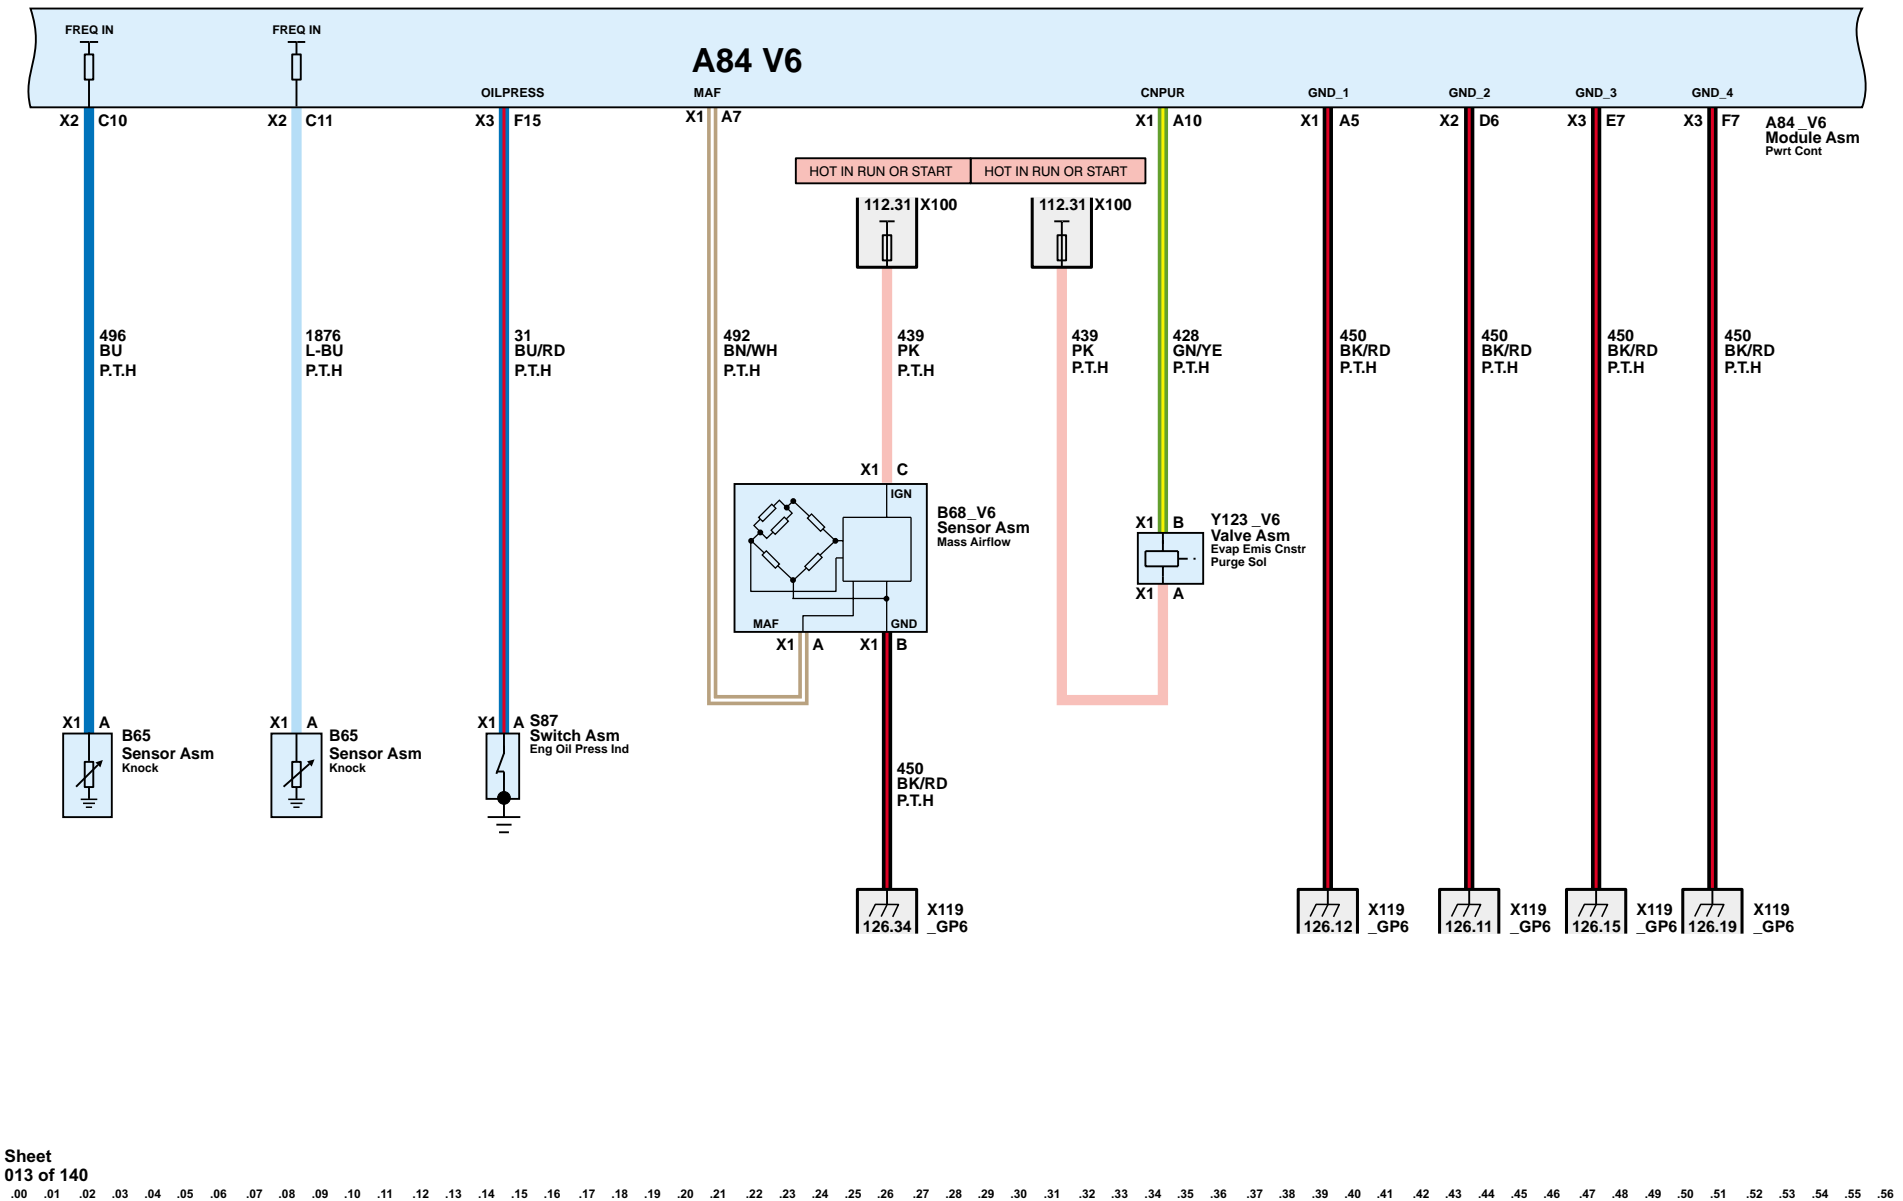 FREQ IN
FREQ IN
A84 V6
OILPRESS
MAF
CNPUR
GND_1
GND_2
GND_3
GND_4
X2 C10
X2 C11
X3 F15
X1 A7
X1 A10
X1 A5
X2 D6
X3 E7
X3 F7
A84 _V6
Module Asm
Pwrt Cont
HOT IN RUN OR START
HOT IN RUN OR START
112.31 X100
112.31 X100
496
BU
P.T.H
1876
L-BU
P.T.H
31
BU/RD
P.T.H
492
BN/WH
P.T.H
439
PK
P.T.H
439
PK
P.T.H
428
GN/YE
P.T.H
450
BK/RD
P.T.H
450
BK/RD
P.T.H
450
BK/RD
P.T.H
450
BK/RD
P.T.H
X1 C
IGN
B68_V6
Sensor Asm
Mass Airflow
MAF
GND
X1 A
X1 B
X1 B
Y123 _V6
Valve Asm
Evap Emis Cnstr
Purge Sol
X1 A
X1 A
B65
Sensor Asm
Knock
X1 A
B65
Sensor Asm
Knock
X1 A
S87
Switch Asm
Eng Oil Press Ind
450
BK/RD
P.T.H
126.34
X119
_GP6
126.12
X119
_GP6
126.11
X119
_GP6
126.15
X119
_GP6
126.19
X119
_GP6
Sheet
013 of 140
.00 .01 .02 .03 .04 .05 .06 .07 .08 .09 .10 .11 .12 .13 .14 .15 .16 .17 .18 .19 .20 .21 .22 .23 .24 .25 .26 .27 .28 .29 .30 .31 .32 .33 .34 .35 .36 .37 .38 .39 .40 .41 .42 .43 .44 .45 .46 .47 .48 .49 .50 .51 .52 .53 .54 .55 .56